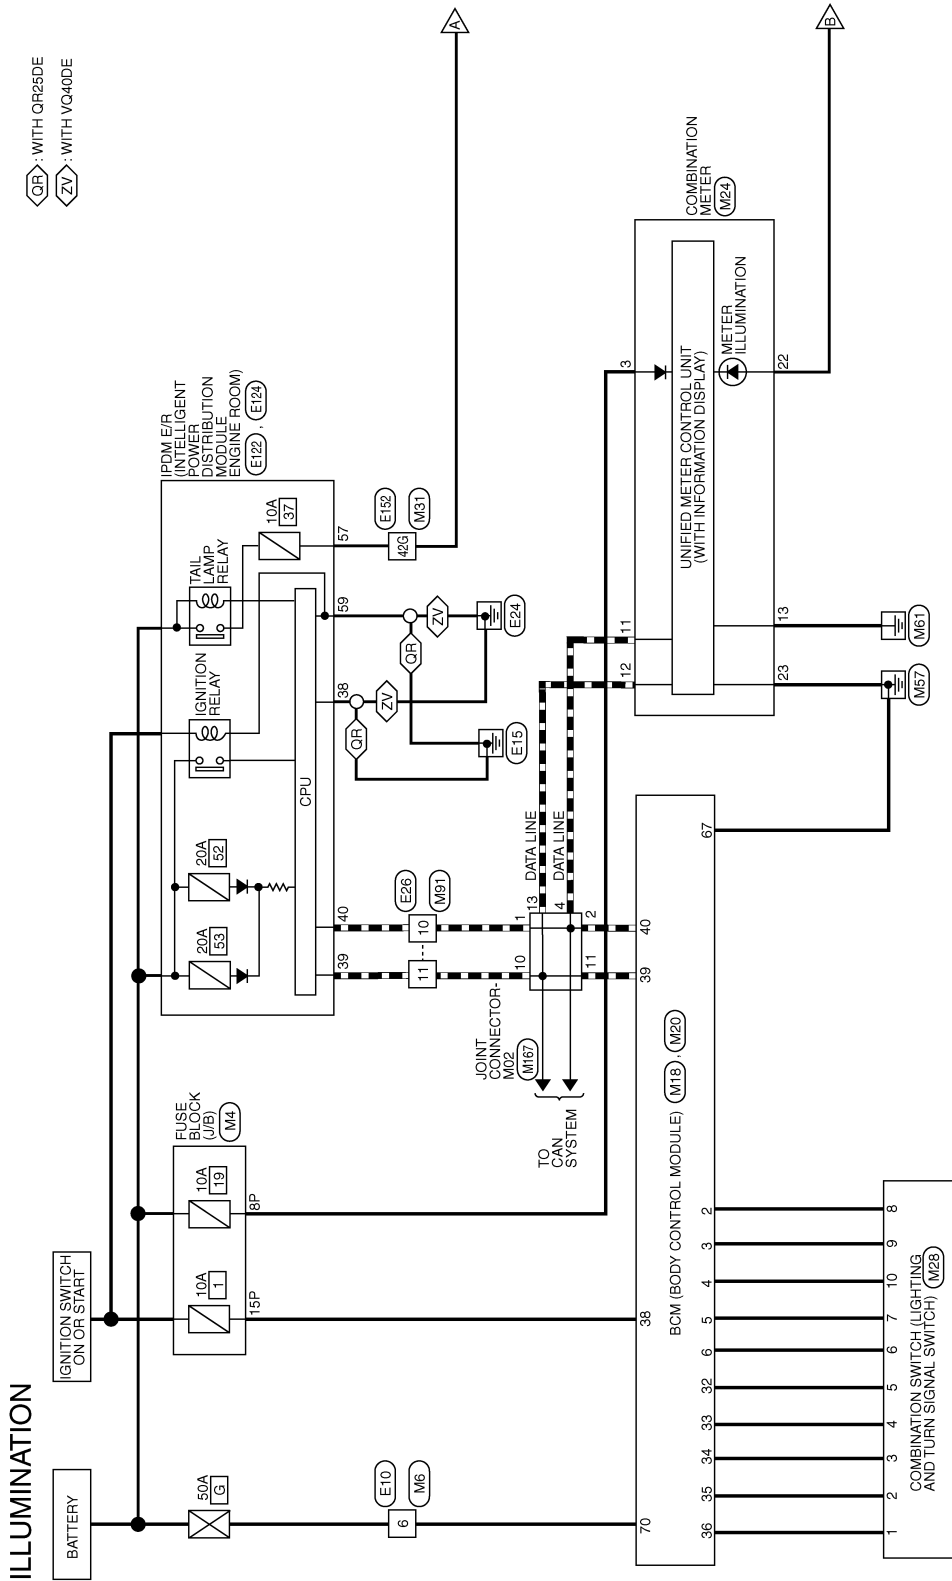 ILLUMINATION
QR : WITH QR25DE
ZV : WITH VQ40DE
BATTERY
IGNITION SWITCH
ON OR START
50A
G
10A
1
10A
19
FUSE
BLOCK
(J/B)
M4
15P
8P
20A
53
20A
52
IGNITION
RELAY
TAIL
LAMP
RELAY
10A
37
IPDM E/R
(INTELLIGENT
POWER
DISTRIBUTION
MODULE
ENGINE ROOM)
E122 , E124
CPU
39
40
38
59
57
E10
6
M6
11
10
E26
M91
QR
ZV
QR
ZV
E15
E24
42G
E152
M31
A
JOINT
CONNECTOR-
M02
M167
10
1
13
4
11
2
DATA LINE
DATA LINE
TO
CAN
SYSTEM
12
11
3
UNIFIED METER CONTROL UNIT
(WITH INFORMATION DISPLAY)
METER
ILLUMINATION
COMBINATION
METER
M24
23
13
22
M57
M61
B
70
38
39
40
67
BCM (BODY CONTROL MODULE)
M18 , M20
36
35
34
33
32
6
5
4
3
2
1
2
3
4
5
6
7
10
9
8
COMBINATION SWITCH (LIGHTING
AND TURN SIGNAL SWITCH)
M28